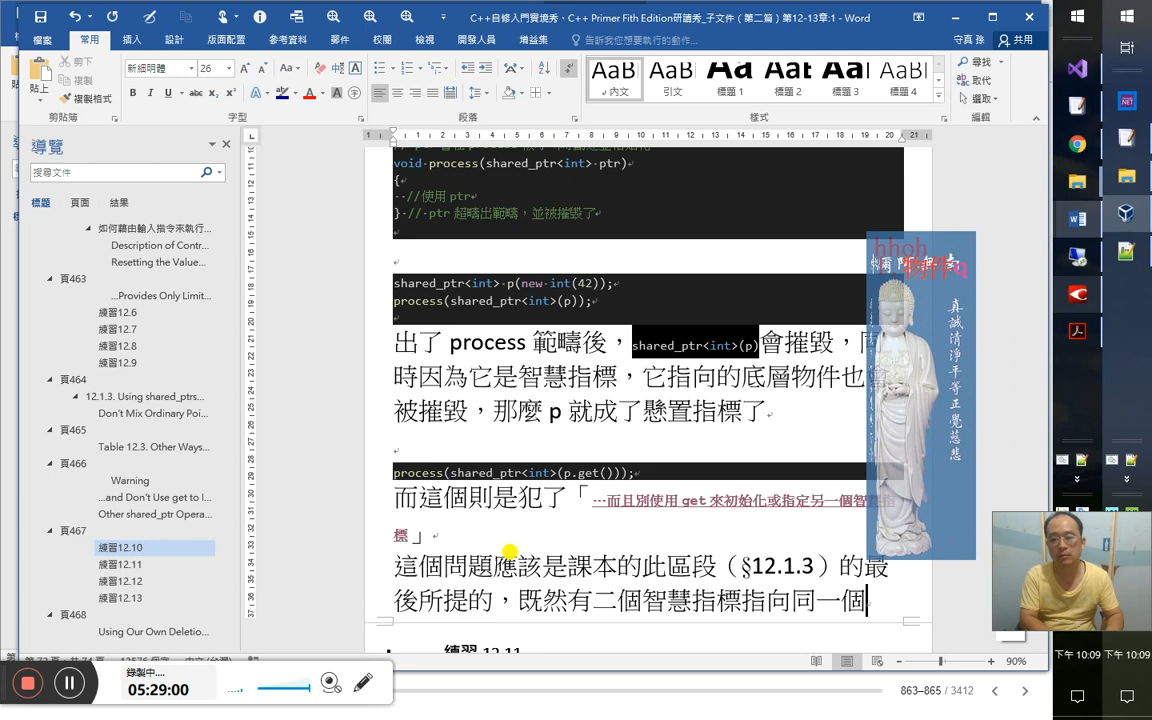 C++自修入門實境秀、C++ Primer Fith Edition研讀秀_子文件（第二篇）第12-13章:1 - Word
檔案 常用 插入 設計 版面配置 參考資料 郵件 校閱 檢視 開發人員 增益集 告訴我您想要執行的動作... 守真 孫 共用
貼上 剪下 複製 複製格式 剪貼簿
新細明體 26 字型
段落
AaBb 內文 AaBb 引文 AaB 標題 1 AaB 標題 2 AaB 標題 3 AaBb 標題 4 樣式
尋找 取代 選取 編輯
導覽
搜尋文件
標題 頁面 結果
如何藉由輸入指令來執行...
Description of Contr...
Resetting the Value...
頁463
...Provides Only Limit...
練習12.6
練習12.7
練習12.8
練習12.9
頁464
12.1.3. Using shared_ptrs...
Don't Mix Ordinary Poi...
頁465
Table 12.3. Other Ways...
頁466
Warning
...and Don't Use get to I...
Other shared_ptr Opera...
頁467
練習12.10
練習12.11
練習12.12
練習12.13
頁468
Using Our Own Deletio...
void process(shared_ptr<int> ptr)
{
//使用 ptr
} // ptr 超疇出範疇，並被摧毀了
shared_ptr<int> p(new int(42));
process(shared_ptr<int>(p));
出了 process 範疇後，shared_ptr<int>(p)會摧毀，同
時因為它是智慧指標，它指向的底層物件也會
被摧毀，那麼 p 就成了懸置指標了
process(shared_ptr<int>(p.get()));
而這個則是犯了「…而且別使用 get 來初始化或指定另一個智慧指
標」
這個問題應該是課本的此區段（§12.1.3）的最
後所提的，既然有二個智慧指標指向同一個
練習 12.11
hhoh
物件q
真誠清淨平等正覺慈悲
90%
錄製中....
05:29:00
863–865 / 3412
下午 10:09 下午 10:09